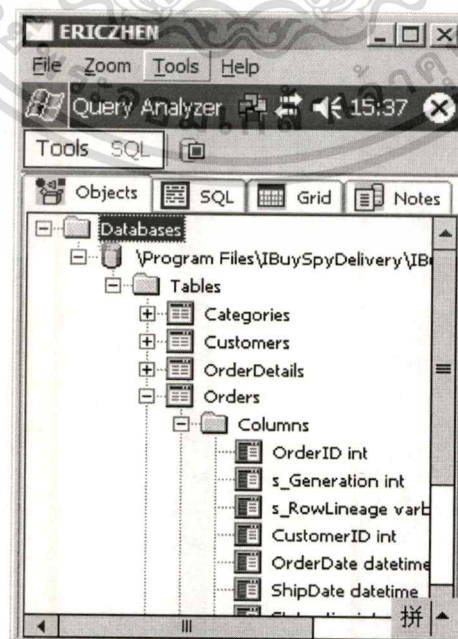 ERICZHEN
File Zoom Tools Help
Query Analyzer 15:37
Tools SQL
Objects SQL Grid Notes
Databases
\Program Files\IBuySpyDelivery\IBu
Tables
Categories
Customers
OrderDetails
Orders
Columns
OrderID int
s_Generation int
s_RowLineage varb
CustomerID int
OrderDate datetime
ShipDate datetime
拼